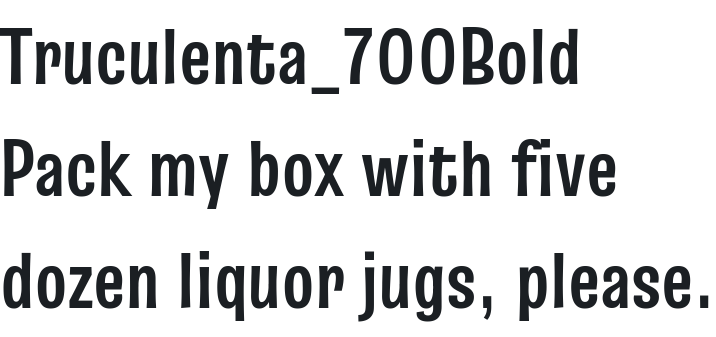 Truculenta_700Bold
Pack my box with five
dozen liquor jugs, please.